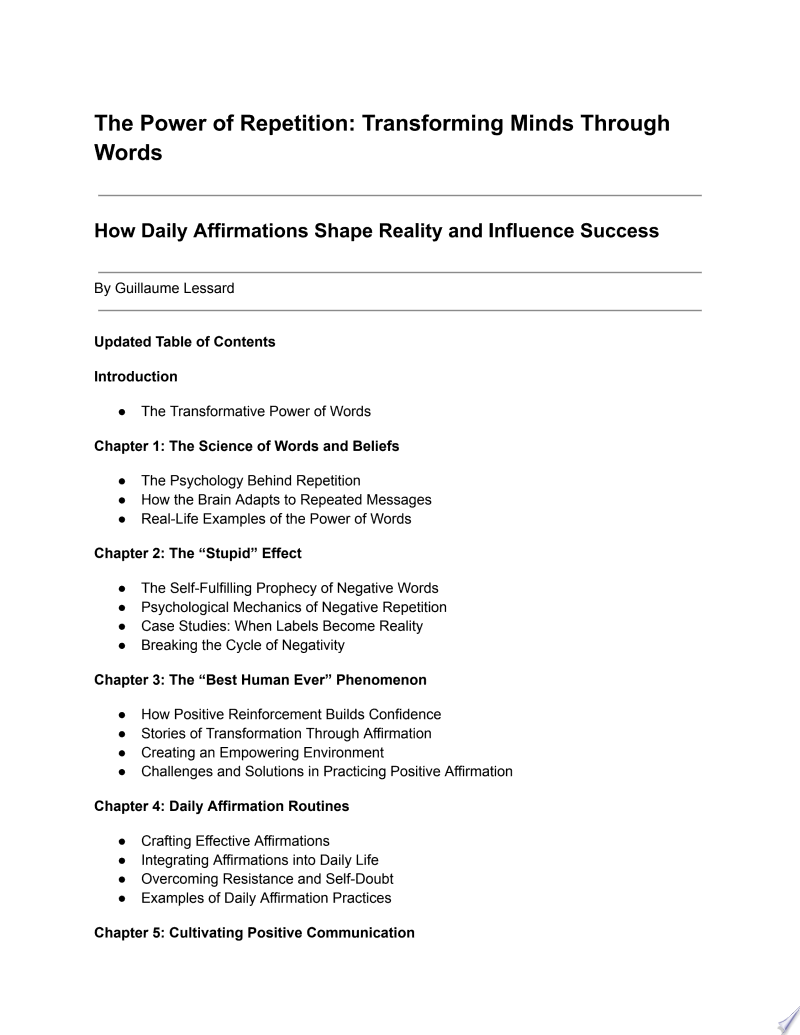 The Power of Repetition: Transforming Minds Through
Words
How Daily Affirmations Shape Reality and Influence Success
By Guillaume Lessard
Updated Table of Contents
Introduction
● The Transformative Power of Words
Chapter 1: The Science of Words and Beliefs
● The Psychology Behind Repetition
● How the Brain Adapts to Repeated Messages
● Real-Life Examples of the Power of Words
Chapter 2: The “Stupid” Effect
● The Self-Fulfilling Prophecy of Negative Words
● Psychological Mechanics of Negative Repetition
● Case Studies: When Labels Become Reality
● Breaking the Cycle of Negativity
Chapter 3: The “Best Human Ever” Phenomenon
● How Positive Reinforcement Builds Confidence
● Stories of Transformation Through Affirmation
● Creating an Empowering Environment
● Challenges and Solutions in Practicing Positive Affirmation
Chapter 4: Daily Affirmation Routines
● Crafting Effective Affirmations
● Integrating Affirmations into Daily Life
● Overcoming Resistance and Self-Doubt
● Examples of Daily Affirmation Practices
Chapter 5: Cultivating Positive Communication